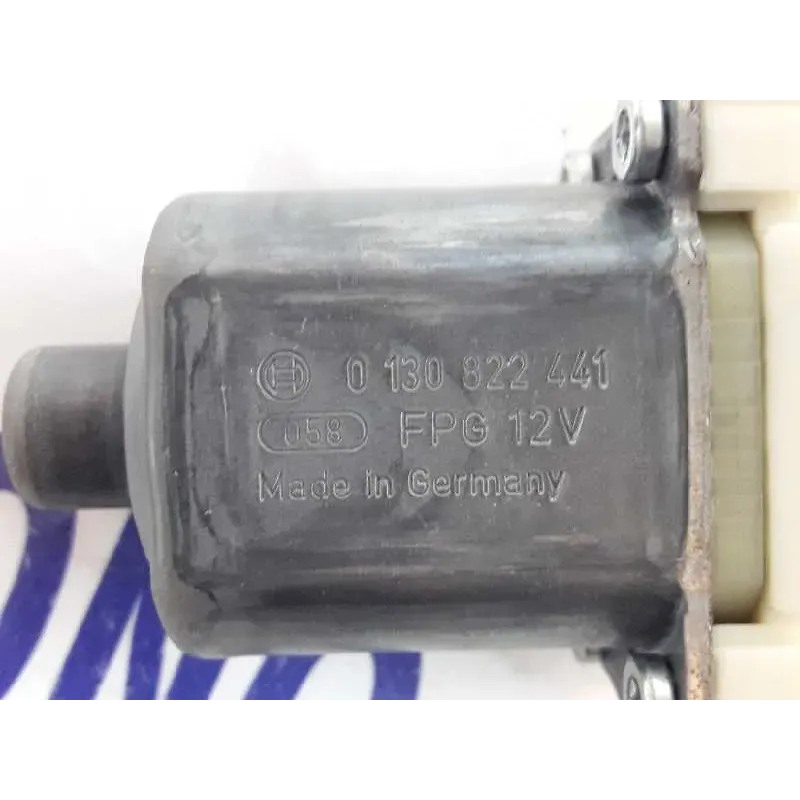 0 130 822 441
058 FPG 12V
Made in Germany